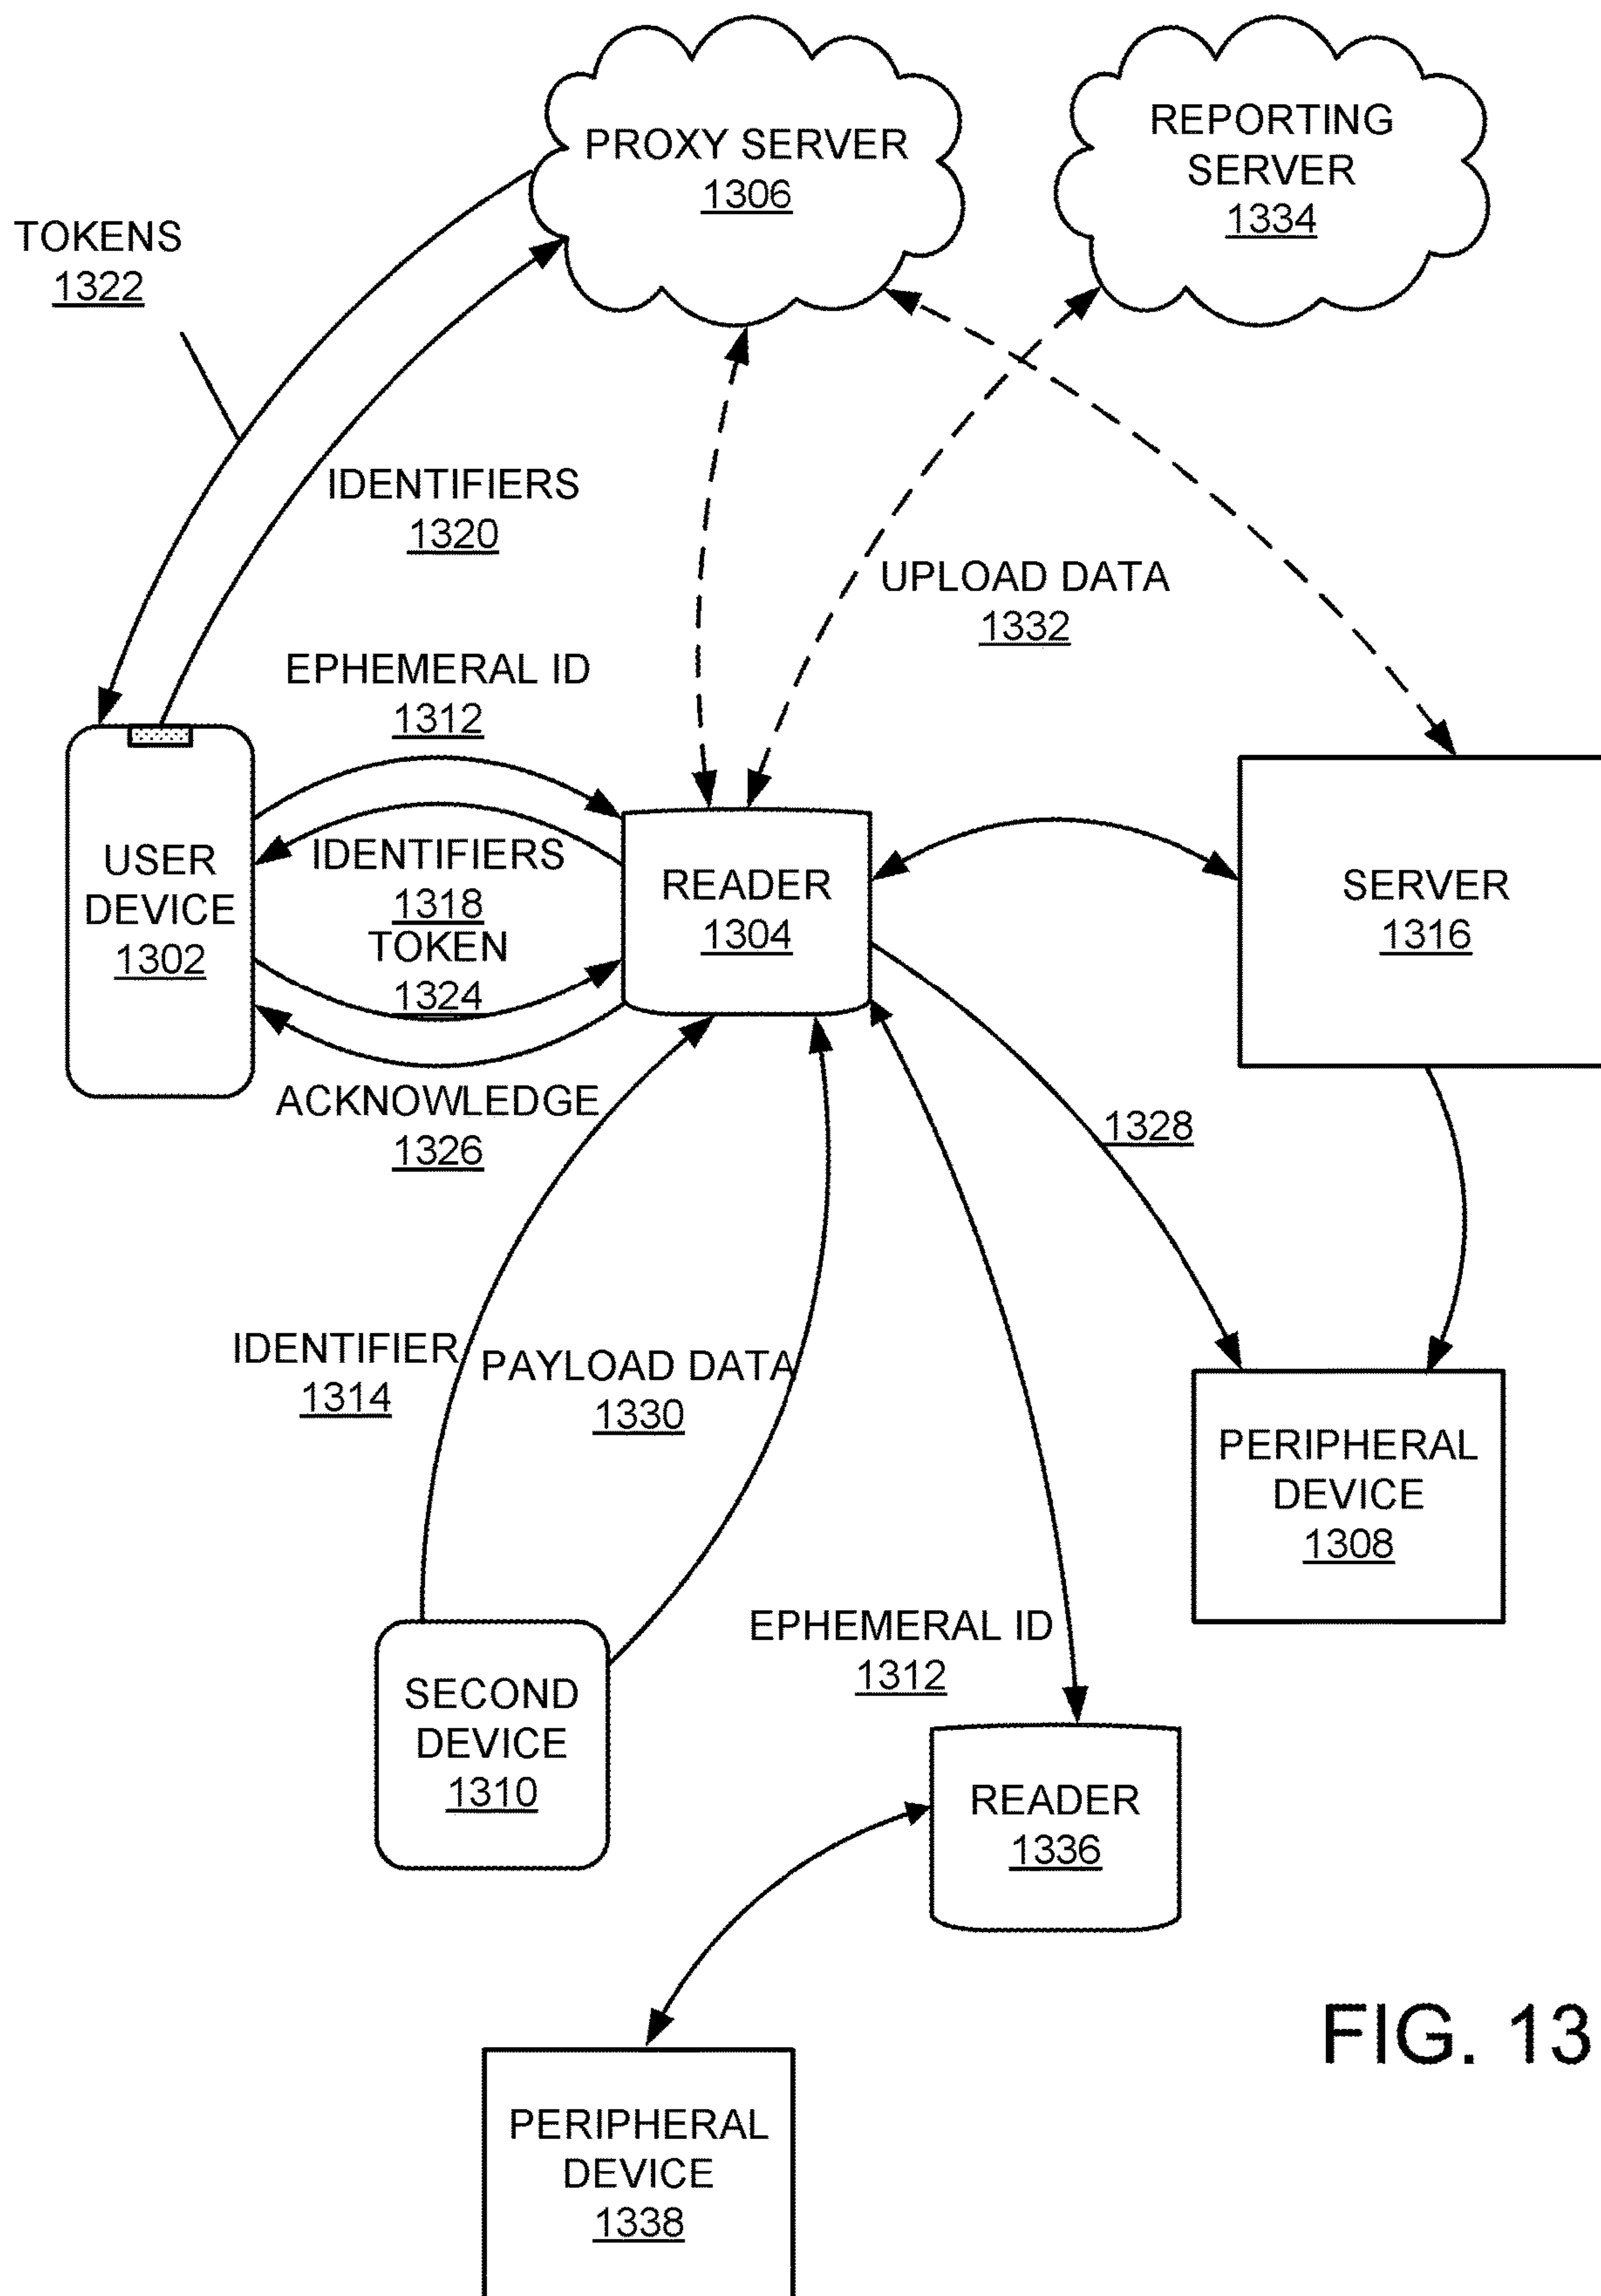 PROXY SERVER
1306
REPORTING
SERVER
1334
TOKENS
1322
IDENTIFIERS
1320
UPLOAD DATA
1332
EPHEMERAL ID
1312
USER
DEVICE
1302
IDENTIFIERS
1318
TOKEN
1324
READER
1304
SERVER
1316
ACKNOWLEDGE
1326
1328
IDENTIFIER
1314
PAYLOAD DATA
1330
PERIPHERAL
DEVICE
1308
EPHEMERAL ID
1312
SECOND
DEVICE
1310
READER
1336
FIG. 13
PERIPHERAL
DEVICE
1338